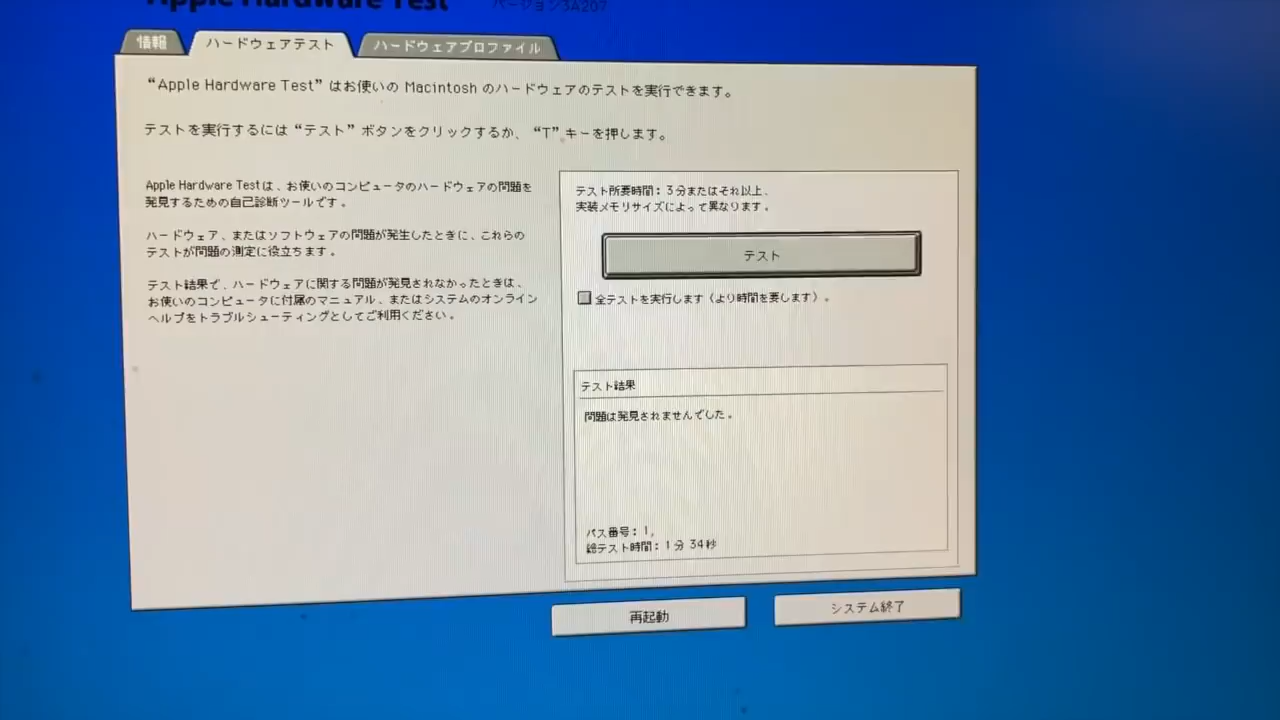 Apple Hardware Test バージョン3A207
情報 ハードウェアテスト ハードウェアプロファイル
“Apple Hardware Test” はお使いの Macintosh のハードウェアのテストを実行できます。
テストを実行するには “テスト” ボタンをクリックするか、 “T” キーを押します。
Apple Hardware Testは、お使いのコンピュータのハードウェアの問題を
発見するための自己診断ツールです。
ハードウェア、またはソフトウェアの問題が発生したときに、これらの
テストが問題の測定に役立ちます。
テスト結果で、ハードウェアに関する問題が発見されなかったときは、
お使いのコンピュータに付属のマニュアル、またはシステムのオンライン
ヘルプをトラブルシューティングとしてご利用ください。
テスト所要時間：3分またはそれ以上、
実装メモリサイズによって異なります。
テスト
全テストを実行します（より時間を要します）。
テスト結果
問題は発見されませんでした。
パス番号：1,
総テスト時間：1分 34秒
再起動
システム終了